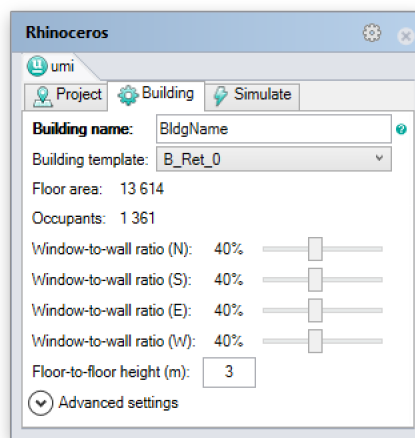 Rhinoceros
umi
Project Building Simulate
Building name: BldgName
Building template: B_Ret_0
Floor area: 13 614
Occupants: 1 361
Window-to-wall ratio (N): 40%
Window-to-wall ratio (S): 40%
Window-to-wall ratio (E): 40%
Window-to-wall ratio (W): 40%
Floor-to-floor height (m): 3
Advanced settings